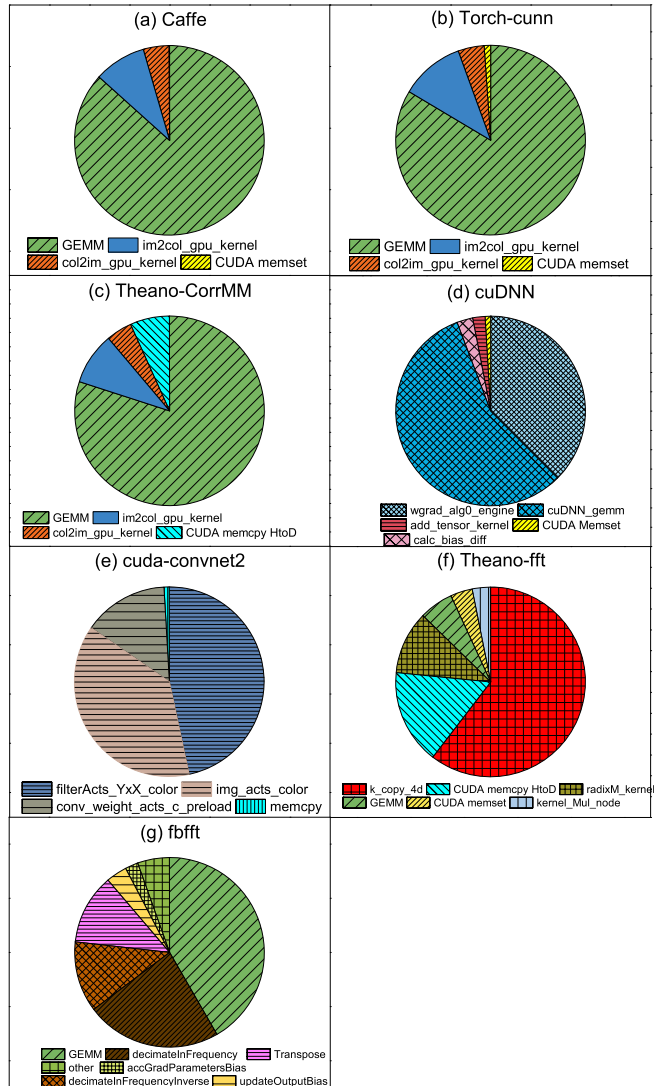 (a) Caffe
GEMM im2col_gpu_kernel
col2im_gpu_kernel CUDA memset
(b) Torch-cunn
GEMM im2col_gpu_kernel
col2im_gpu_kernel CUDA memset
(c) Theano-CorrMM
GEMM im2col_gpu_kernel
col2im_gpu_kernel CUDA memcpy HtoD
(d) cuDNN
wgrad_alg0_engine cuDNN_gemm
add_tensor_kernel CUDA Memset
calc_bias_diff
(e) cuda-convnet2
filterActs_YxX_color img_acts_color
conv_weight_acts_c_preload memcpy
(f) Theano-fft
k_copy_4d CUDA memcpy HtoD radixM_kernel
GEMM CUDA memset kernel_Mul_node
(g) fbfft
GEMM decimateInFrequency Transpose
other accGradParametersBias
decimateInFrequencyInverse updateOutputBias